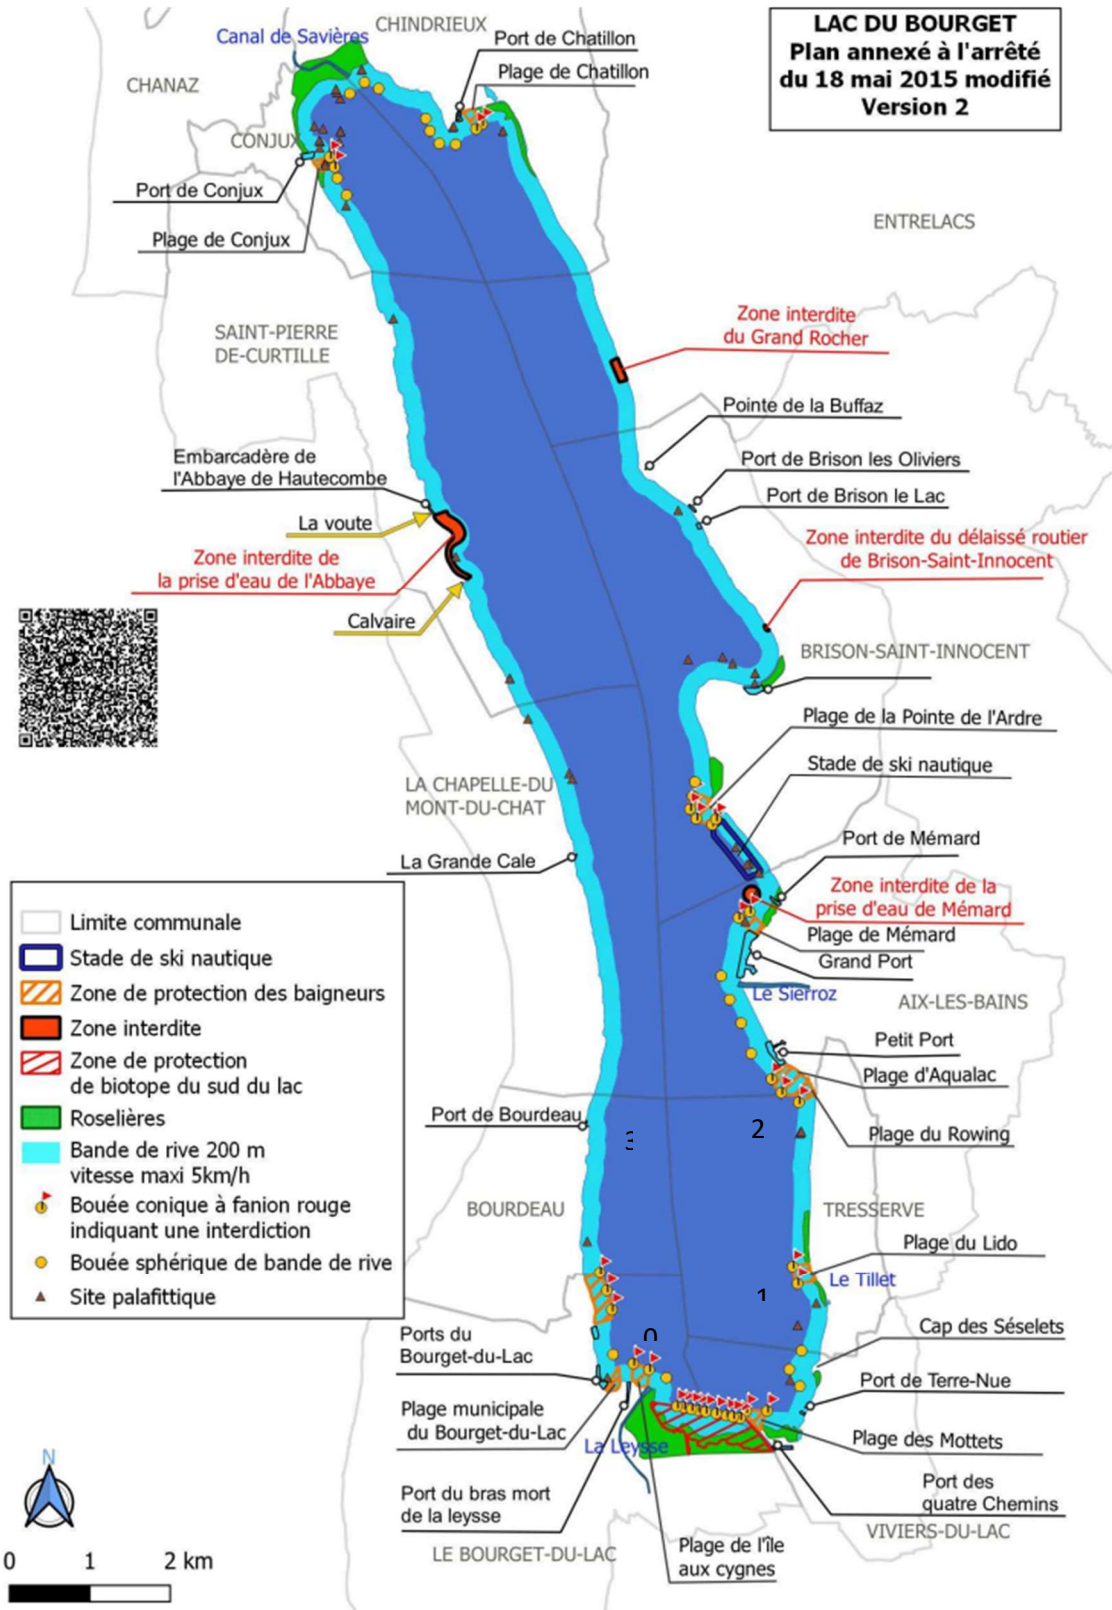 LAC DU BOURGET
Plan annexé à l'arrêté
du 18 mai 2015 modifié
Version 2
CHINDRIEUX
Canal de Savières
Port de Chatillon
Plage de Chatillon
CHANAZ
CONJUX
Port de Conjux
Plage de Conjux
ENTRELACS
SAINT-PIERRE
DE-CURTILLE
Zone interdite
du Grand Rocher
Pointe de la Buffaz
Embarcadère de
l'Abbaye de Hautecombe
Port de Brison les Oliviers
Port de Brison le Lac
La voute
Zone interdite de
la prise d'eau de l'Abbaye
Zone interdite du délaissé routier
de Brison-Saint-Innocent
Calvaire
BRISON-SAINT-INNOCENT
Plage de la Pointe de l'Ardre
Stade de ski nautique
LA CHAPELLE-DU
MONT-DU-CHAT
Port de Mémard
La Grande Cale
Zone interdite de la
prise d'eau de Mémard
Plage de Mémard
Grand Port
Le Sierroz
AIX-LES-BAINS
Petit Port
Plage d'Aqualac
Port de Bourdeau
3
2
Plage du Rowing
BOURDEAU
TRESSERVE
Plage du Lido
Le Tillet
1
0
Cap des Séselets
Ports du
Bourget-du-Lac
Port de Terre-Nue
Plage municipale
du Bourget-du-Lac
La Leysse
Plage des Mottets
Port des
quatre Chemins
Port du bras mort
de la leysse
VIVIERS-DU-LAC
LE BOURGET-DU-LAC
Plage de l'île
aux cygnes
Limite communale
Stade de ski nautique
Zone de protection des baigneurs
Zone interdite
Zone de protection
de biotope du sud du lac
Roselières
Bande de rive 200 m
vitesse maxi 5km/h
Bouée conique à fanion rouge
indiquant une interdiction
Bouée sphérique de bande de rive
Site palafittique
N
0 1 2 km